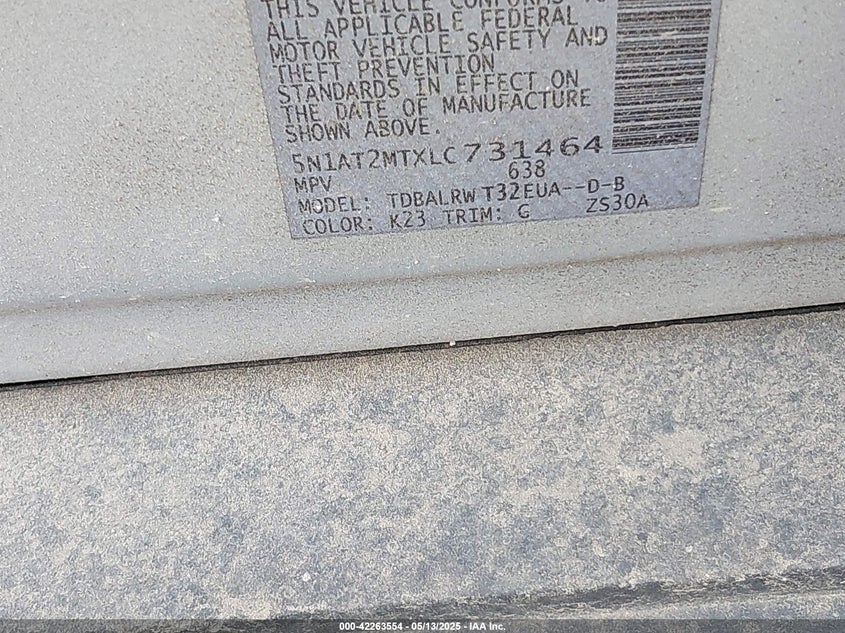 THIS VEHICLE CONFORMS TO
ALL APPLICABLE FEDERAL
MOTOR VEHICLE SAFETY AND
THEFT PREVENTION
STANDARDS IN EFFECT ON
THE DATE OF MANUFACTURE
SHOWN ABOVE.
5N1AT2MTXLC731464
MPV 638
MODEL: TDBALRW T32EUA--D-B
COLOR: K23 TRIM: G ZS30A
000-42263554 - 05/13/2025 - IAA Inc.